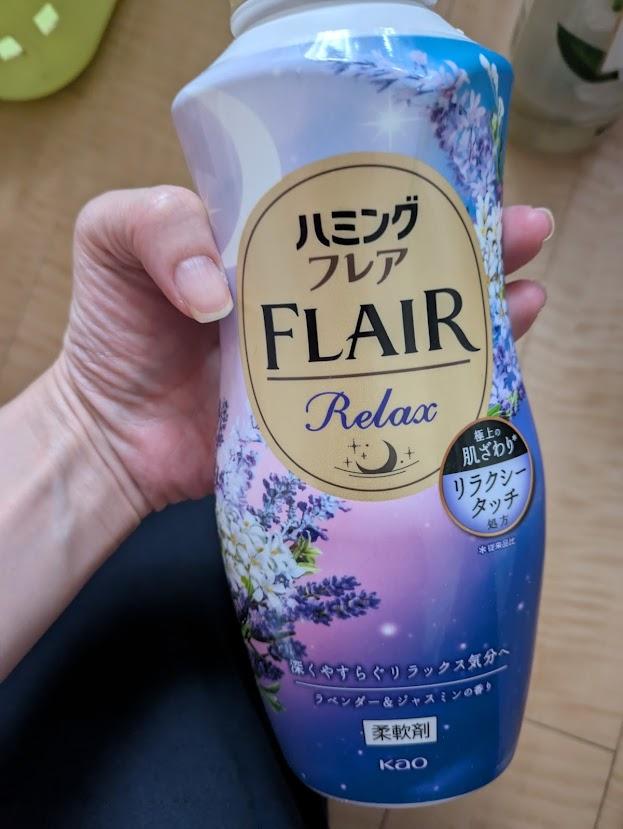 ハミング
フレア
FLAIR
Relax
極上の
肌ざわり*
リラクシー
タッチ
処方
*従来品比
深くやすらぐリラックス気分へ
ラベンダー&ジャスミンの香り
柔軟剤
Kao